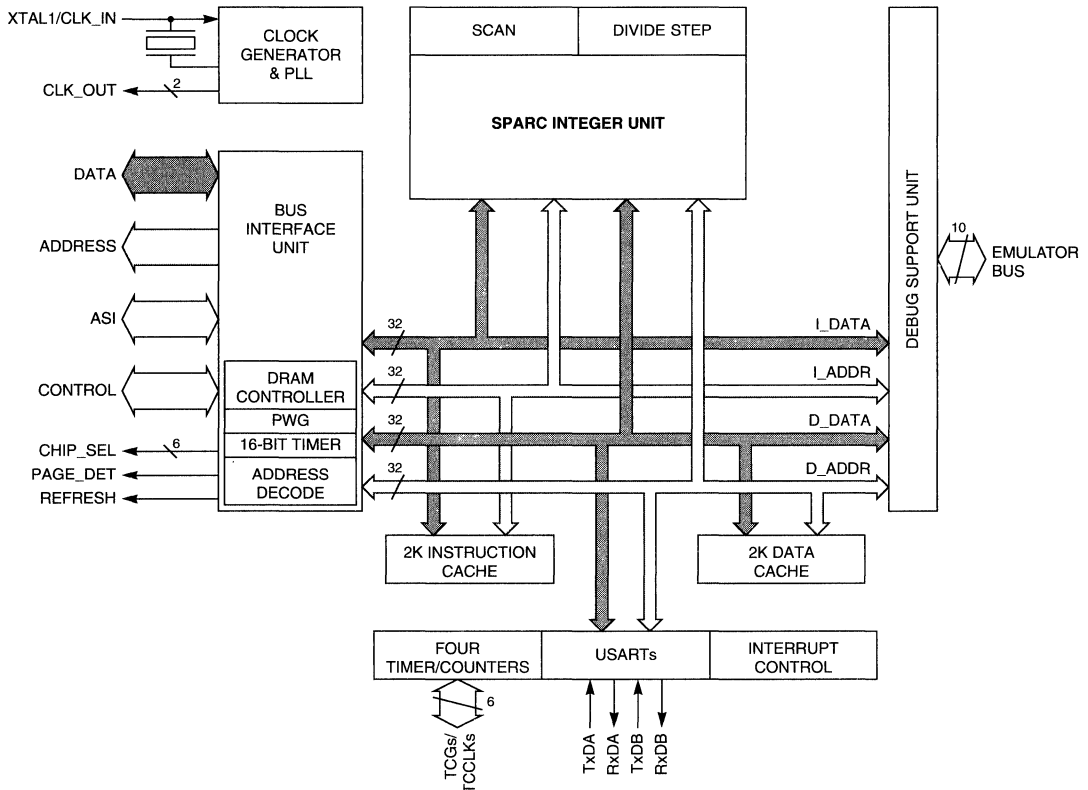 XTAL1/CLK_IN
CLOCK
GENERATOR
& PLL
CLK_OUT
2
SCAN
DIVIDE STEP
SPARC INTEGER UNIT
DATA
ADDRESS
ASI
CONTROL
CHIP_SEL
6
PAGE_DET
REFRESH
BUS
INTERFACE
UNIT
DRAM
CONTROLLER
PWG
16-BIT TIMER
ADDRESS
DECODE
32
I_DATA
32
I_ADDR
32
D_DATA
32
D_ADDR
DEBUG SUPPORT UNIT
10
EMULATOR
BUS
2K INSTRUCTION
CACHE
2K DATA
CACHE
FOUR
TIMER/COUNTERS
USARTs
INTERRUPT
CONTROL
6
TCGs/
TCCLKs
TxDA
RxDA
TxDB
RxDB